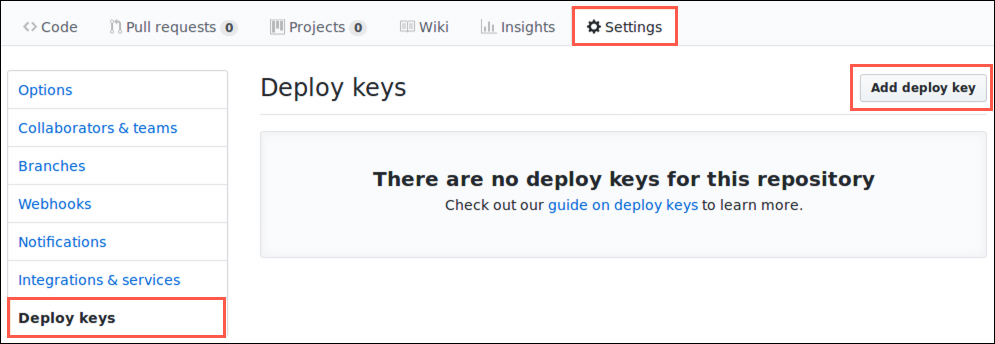 Code Pull requests 0 Projects 0 Wiki Insights Settings
Options
Collaborators & teams
Branches
Webhooks
Notifications
Integrations & services
Deploy keys
Deploy keys
Add deploy key
There are no deploy keys for this repository
Check out our guide on deploy keys to learn more.